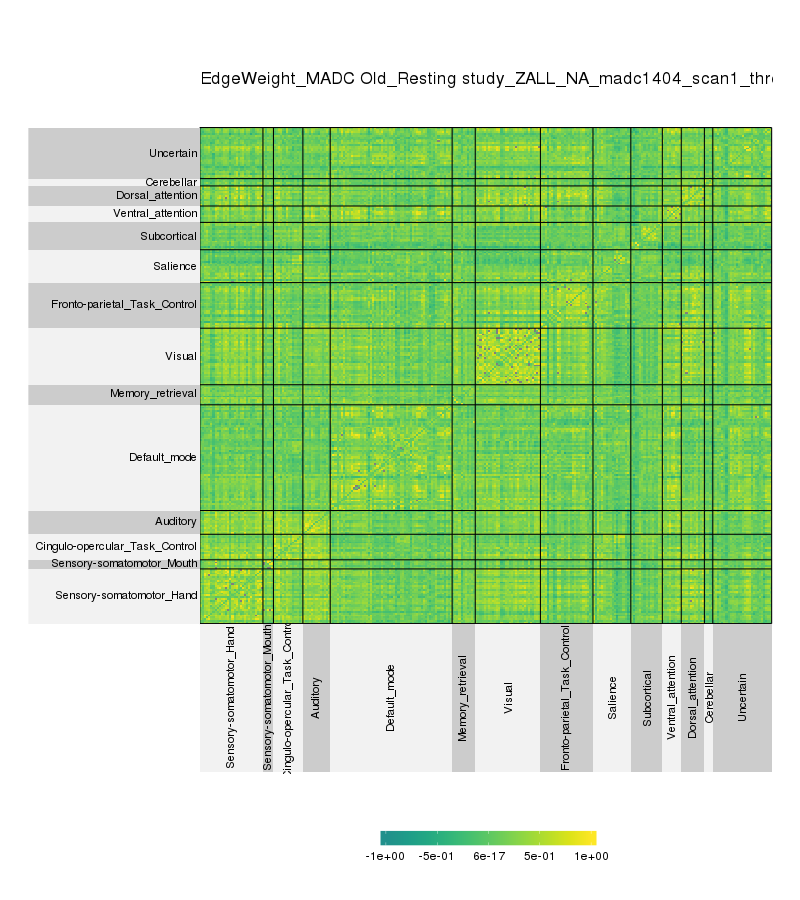 EdgeWeight_MADC Old_Resting study_ZALL_NA_madc1404_scan1_thr
Uncertain
Cerebellar
Dorsal_attention
Ventral_attention
Subcortical
Salience
Fronto-parietal_Task_Control
Visual
Memory_retrieval
Default_mode
Auditory
Cingulo-opercular_Task_Control
Sensory-somatomotor_Mouth
Sensory-somatomotor_Hand
Sensory-somatomotor_Hand
Sensory-somatomotor_Mouth
Cingulo-opercular_Task_Control
Auditory
Default_mode
Memory_retrieval
Visual
Fronto-parietal_Task_Control
Salience
Subcortical
Ventral_attention
Dorsal_attention
Cerebellar
Uncertain
-1e+00 -5e-01 6e-17 5e-01 1e+00